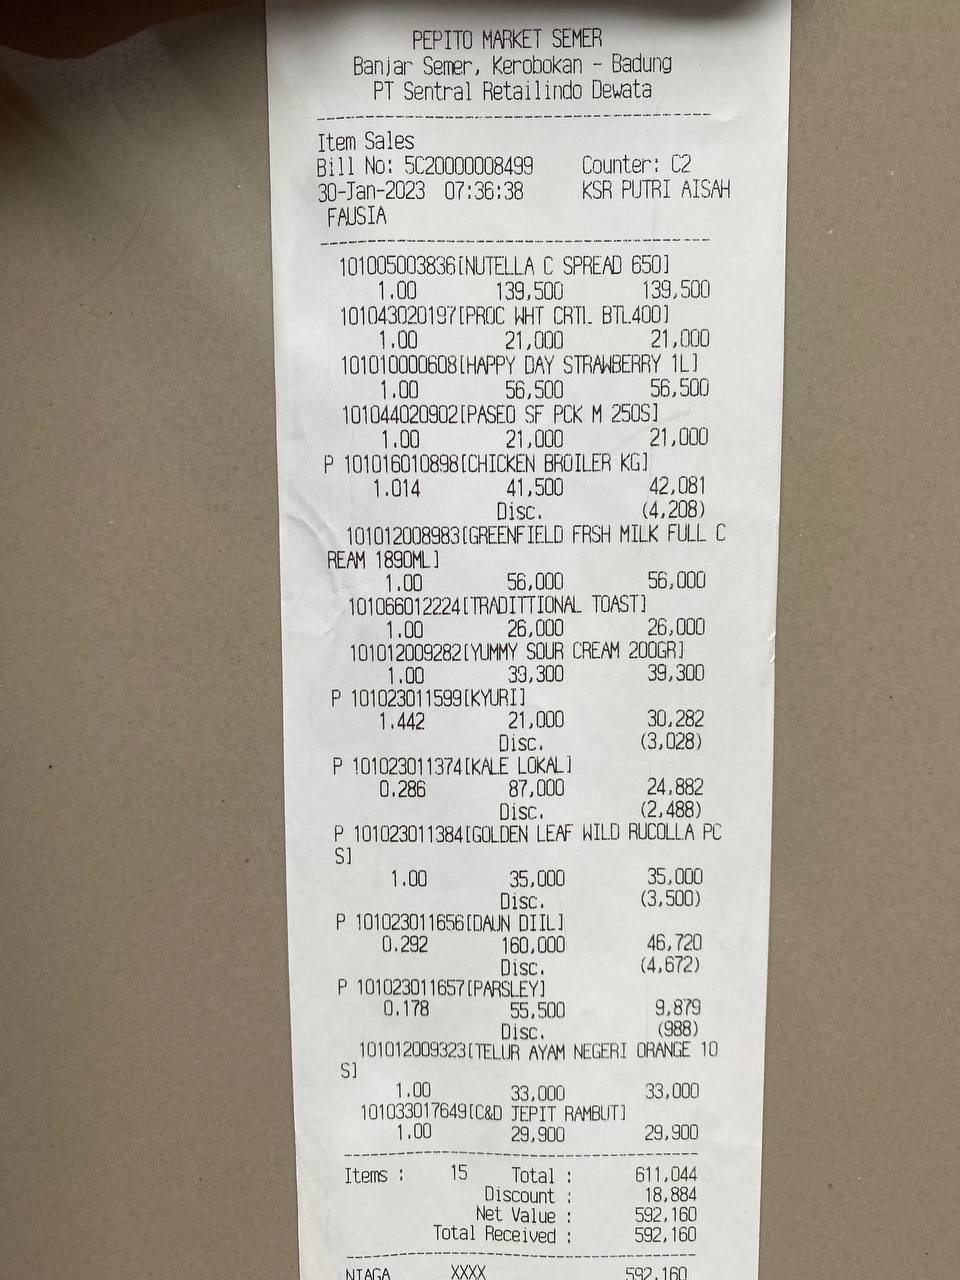 PEPITO MARKET SEMER
Banjar Semer, Kerobokan - Badung
PT Sentral Retailindo Dewata
Item Sales
Bill No: 5C20000008499 Counter: C2
30-Jan-2023 07:36:38 KSR PUTRI AISAH
FAUSIA
101005003836[NUTELLA C SPREAD 650]
1.00 139,500 139,500
101043020197[PROC WHT CRTL BTL400]
1.00 21,000 21,000
101010000608[HAPPY DAY STRAWBERRY 1L]
1.00 56,500 56,500
101044020902[PASEO SF PCK M 250S]
1.00 21,000 21,000
P 101016010898[CHICKEN BROILER KG]
1.014 41,500 42,081
Disc. (4,208)
101012008983[GREENFIELD FRSH MILK FULL C
REAM 1890ML]
1.00 56,000 56,000
101066012224[TRADITTIONAL TOAST]
1.00 26,000 26,000
101012009282[YUMMY SOUR CREAM 200GR]
1.00 39,300 39,300
P 101023011599[KYURI]
1.442 21,000 30,282
Disc. (3,028)
P 101023011374[KALE LOKAL]
0.286 87,000 24,882
Disc. (2,488)
P 101023011384[GOLDEN LEAF WILD RUCOLLA PC
S]
1.00 35,000 35,000
Disc. (3,500)
P 101023011656[DAUN DIIL]
0.292 160,000 46,720
Disc. (4,672)
P 101023011657[PARSLEY]
0.178 55,500 9,879
Disc. (988)
101012009323[TELUR AYAM NEGERI ORANGE 10
S]
1.00 33,000 33,000
101033017649[C&D JEPIT RAMBUT]
1.00 29,900 29,900
Items : 15 Total : 611,044
Discount : 18,884
Net Value : 592,160
Total Received : 592,160
NIAGA XXXX 592,160